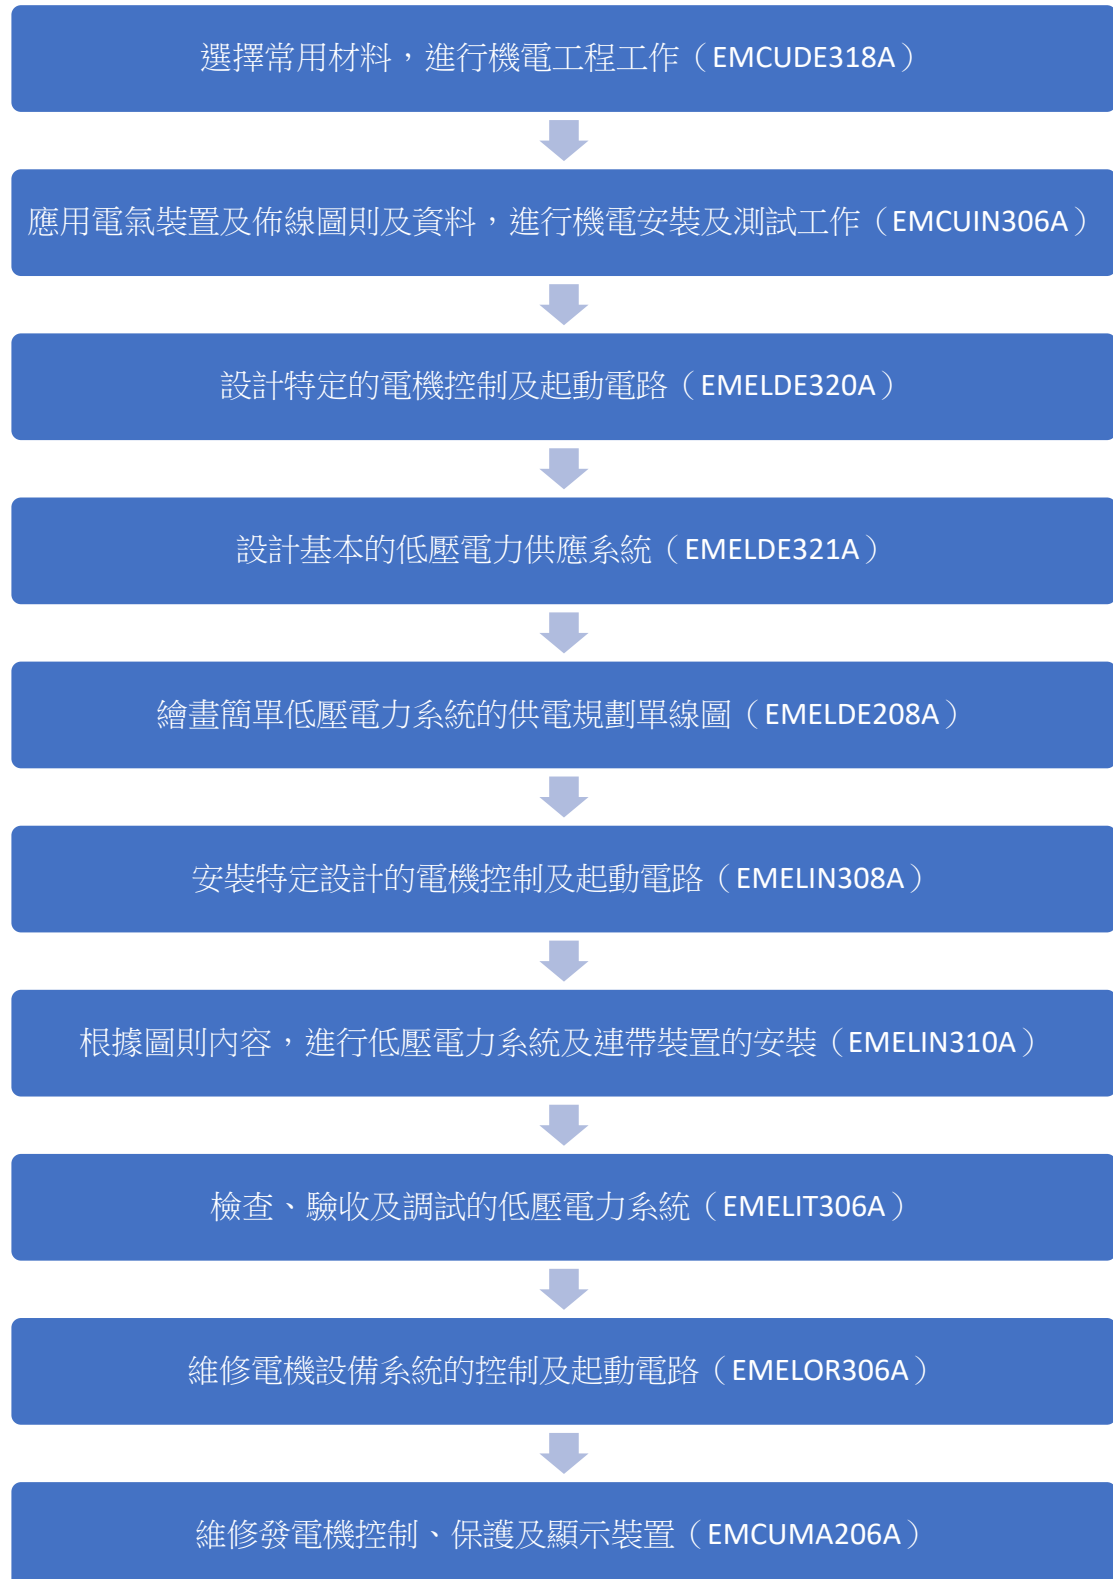 選擇常用材料，進行機電工程工作（EMCUDE318A）
應用電氣裝置及佈線圖則及資料，進行機電安裝及測試工作（EMCUIN306A）
設計特定的電機控制及起動電路（EMELDE320A）
設計基本的低壓電力供應系統（EMELDE321A）
繪畫簡單低壓電力系統的供電規劃單線圖（EMELDE208A）
安裝特定設計的電機控制及起動電路（EMELIN308A）
根據圖則內容，進行低壓電力系統及連帶裝置的安裝（EMELIN310A）
檢查、驗收及調試的低壓電力系統（EMELIT306A）
維修電機設備系統的控制及起動電路（EMELOR306A）
維修發電機控制、保護及顯示裝置（EMCUMA206A）